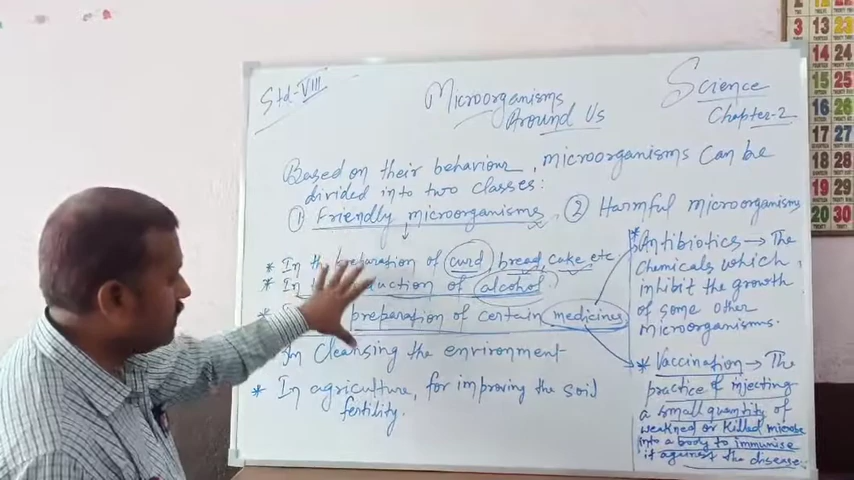 Std-VIII
Microorganisms
Around Us
Science
Chapter-2
Based on their behaviour, microorganisms can be
divided into two classes:
① Friendly microorganisms
② Harmful microorganisms
* In the preparation of curd, bread, cake etc
* In the production of alcohol
preparation of certain medicines
In Cleansing the environment
* In agriculture, for improving the soil
fertility.
* Antibiotics → The
chemicals which
inhibit the growth
of some other
microorganisms.
* Vaccination → The
practice of injecting
a small quantity of
weakned or killed microbe
into a body to immunise
it against the disease